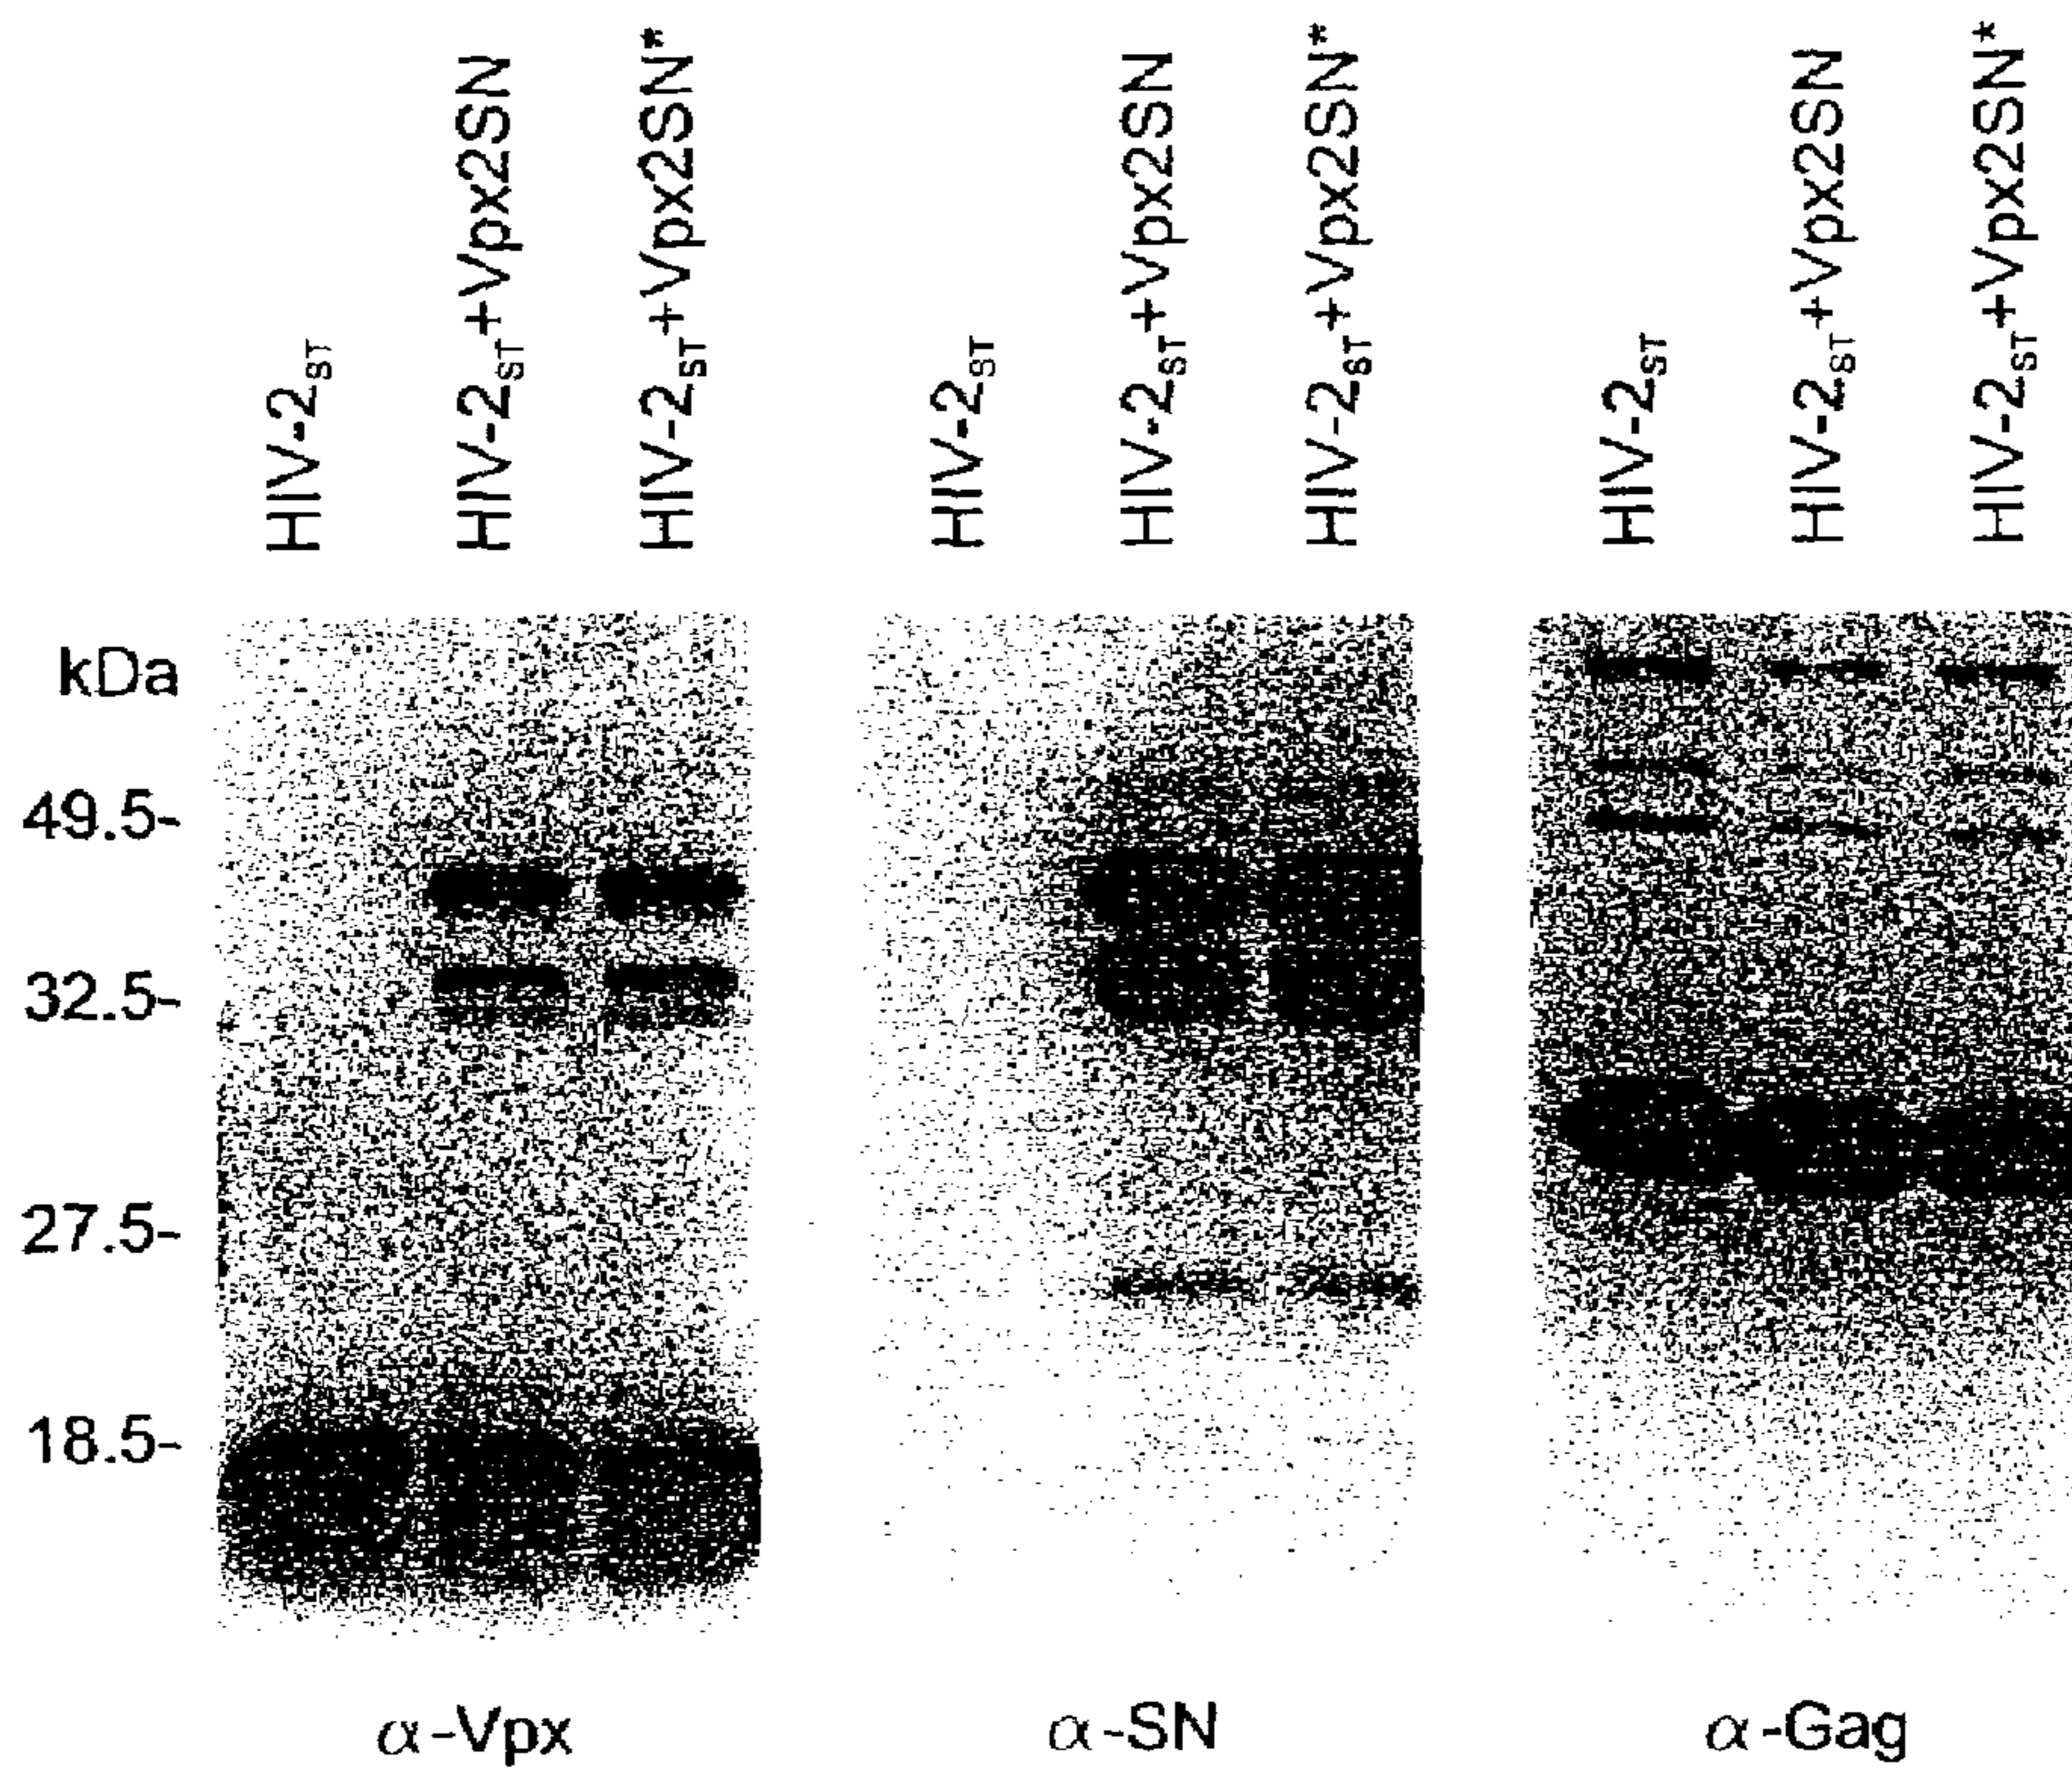 HIV-2ST
HIV-2ST+Vpx2SN
HIV-2ST+Vpx2SN*
HIV-2ST
HIV-2ST+Vpx2SN
HIV-2ST+Vpx2SN*
HIV-2ST
HIV-2ST+Vpx2SN
HIV-2ST+Vpx2SN*
kDa
49.5-
32.5-
27.5-
18.5-
α-Vpx
α-SN
α-Gag